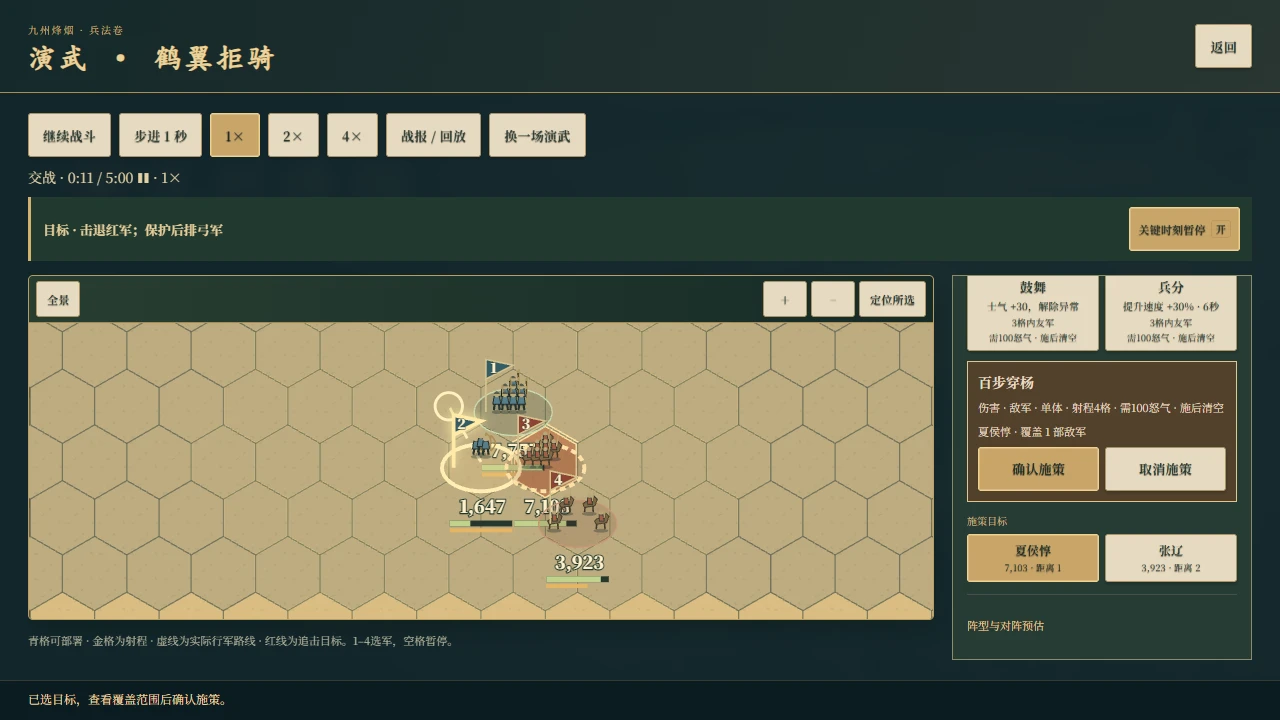 九州烽烟 · 兵法卷
演武 · 鹤翼拒骑
返回
继续战斗
步进 1 秒
1×
2×
4×
战报 / 回放
换一场演武
交战 · 0:11 / 5:00 ⏸ · 1×
目标 · 击退红军；保护后排弓军
关键时刻暂停 开
全景
+
−
定位所选
1
2
3
4
1,647
7,103
3,923
青格可部署 · 金格为射程 · 虚线为实际行军路线 · 红线为追击目标。1–4选军，空格暂停。
鼓舞
士气 +30，解除异常
3格内友军
需100怒气 · 施后清空
兵分
提升速度 +30% · 6秒
3格内友军
需100怒气 · 施后清空
百步穿杨
伤害 · 敌军 · 单体 · 射程4格 · 需100怒气 · 施后清空
夏侯惇 · 覆盖 1 部敌军
确认施策
取消施策
施策目标
夏侯惇
7,103 · 距离 1
张辽
3,923 · 距离 2
阵型与对阵预估
已选目标，查看覆盖范围后确认施策。